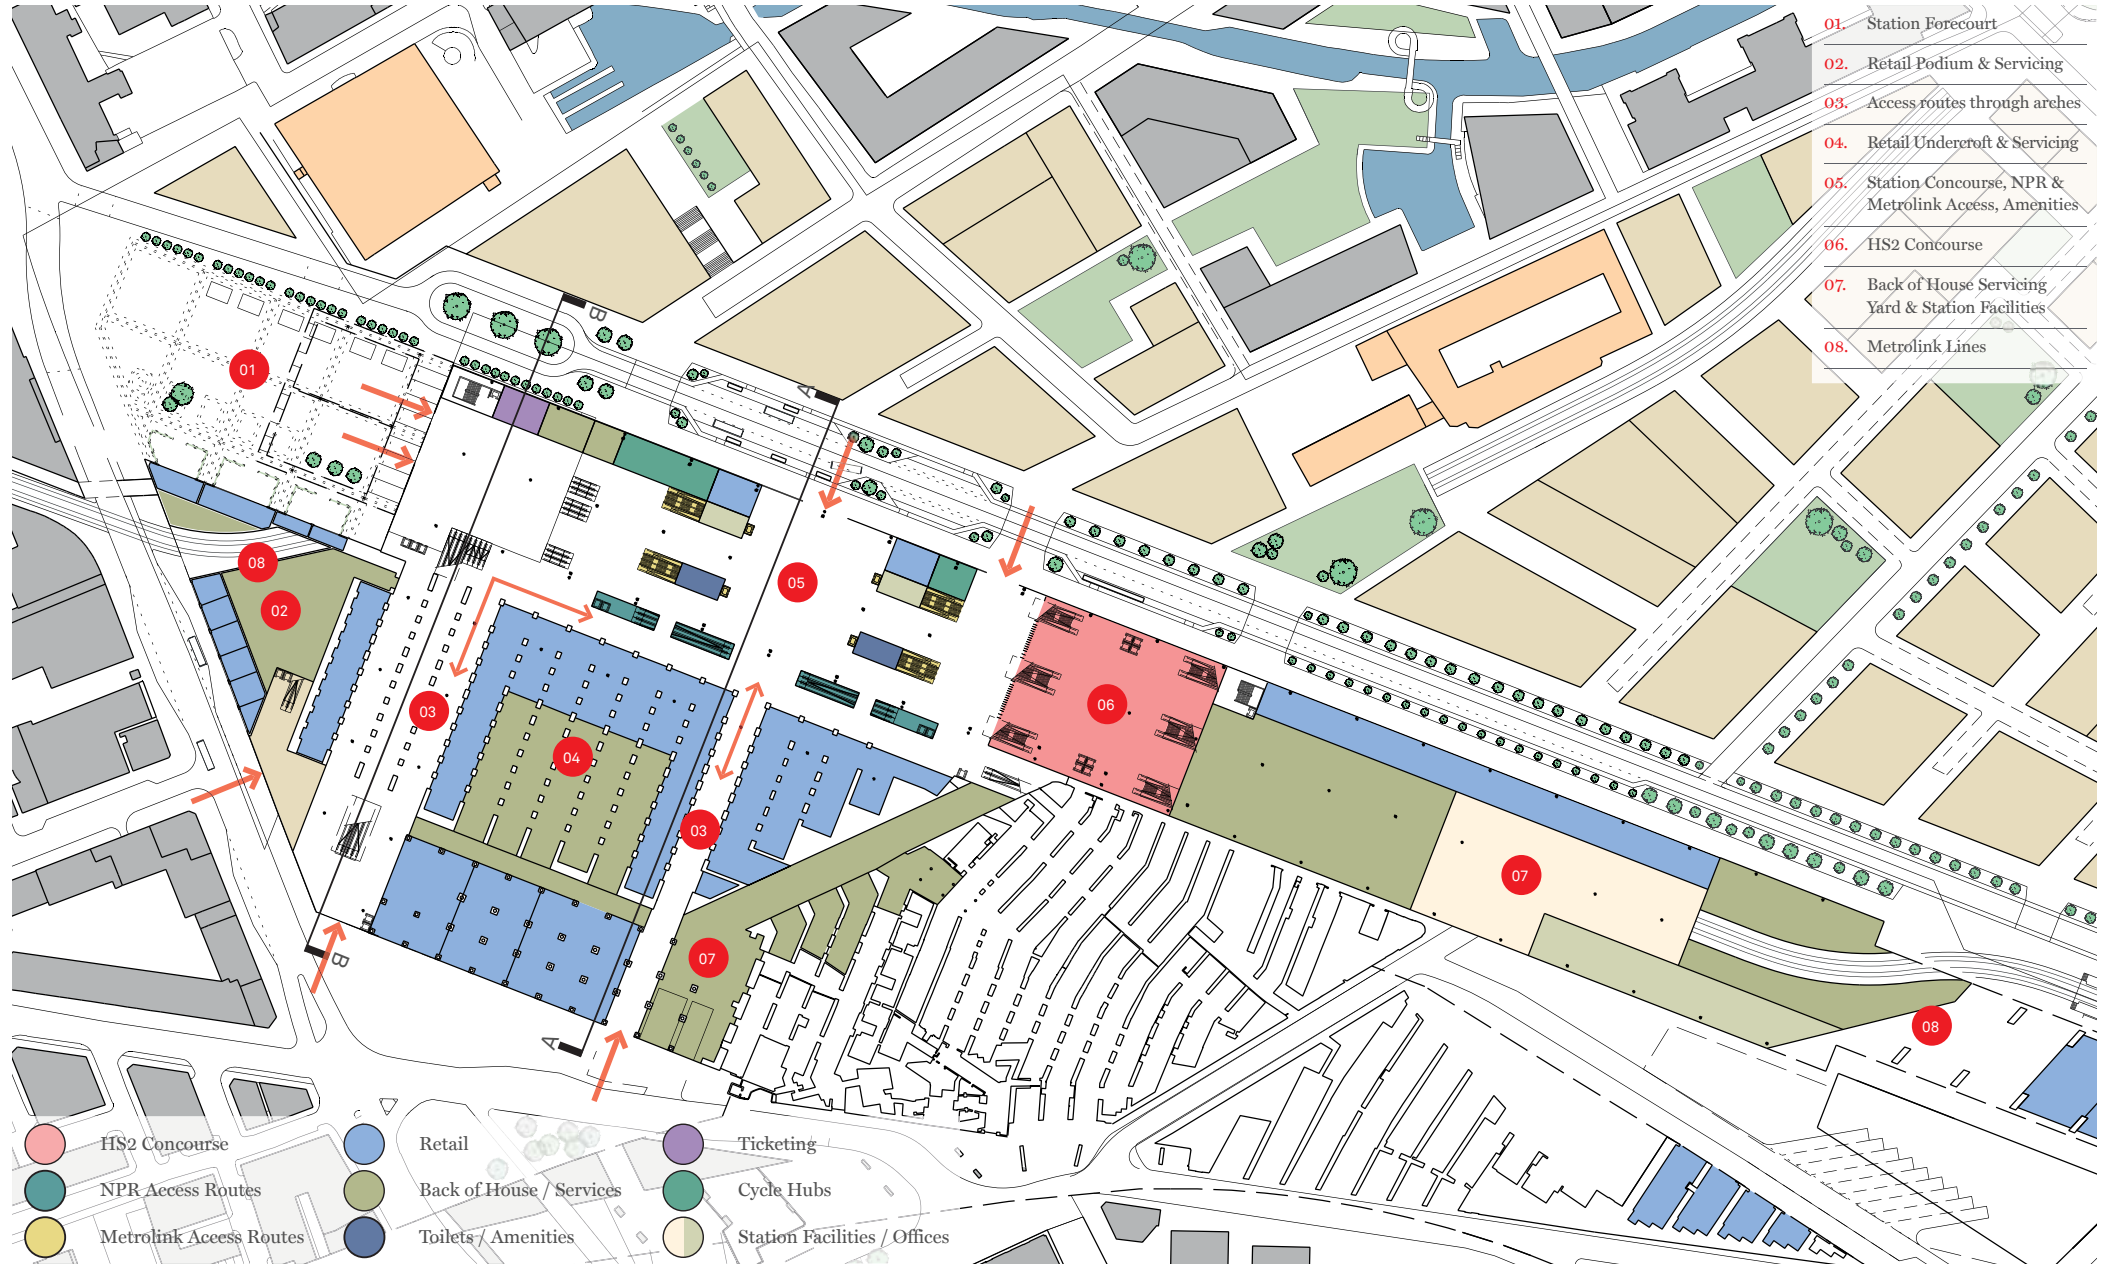 01. Station Forecourt
02. Retail Podium & Servicing
03. Access routes through arches
04. Retail Undercroft & Servicing
05. Station Concourse, NPR &
Metrolink Access, Amenities
06. HS2 Concourse
07. Back of House Servicing
Yard & Station Facilities
08. Metrolink Lines
B
01
A
08
05
02
03
06
04
03
07
07
B
08
A
HS2 Concourse
Retail
Ticketing
NPR Access Routes
Back of House / Services
Cycle Hubs
Metrolink Access Routes
Toilets / Amenities
Station Facilities / Offices